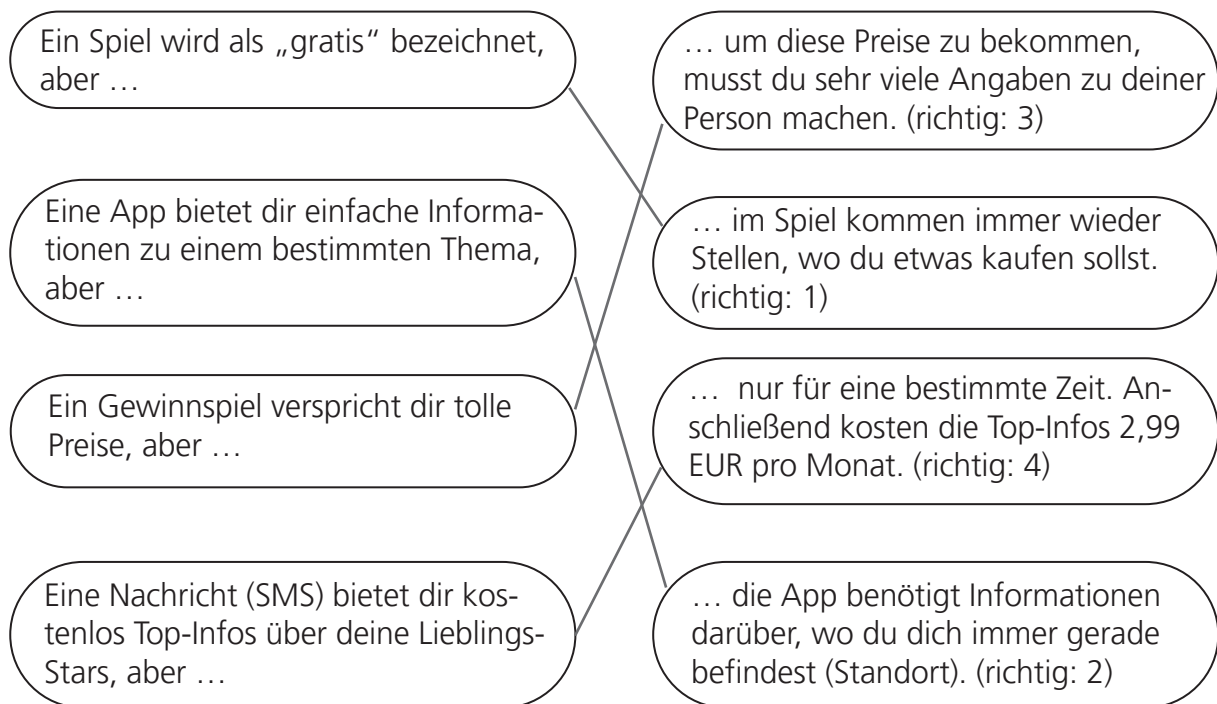 Ein Spiel wird als „gratis“ bezeichnet,
aber …
Eine App bietet dir einfache Informa-
tionen zu einem bestimmten Thema,
aber …
Ein Gewinnspiel verspricht dir tolle
Preise, aber …
Eine Nachricht (SMS) bietet dir kos-
tenlos Top-Infos über deine Lieblings-
Stars, aber …
… um diese Preise zu bekommen,
musst du sehr viele Angaben zu deiner
Person machen. (richtig: 3)
… im Spiel kommen immer wieder
Stellen, wo du etwas kaufen sollst.
(richtig: 1)
… nur für eine bestimmte Zeit. An-
schließend kosten die Top-Infos 2,99
EUR pro Monat. (richtig: 4)
… die App benötigt Informationen
darüber, wo du dich immer gerade
befindest (Standort). (richtig: 2)